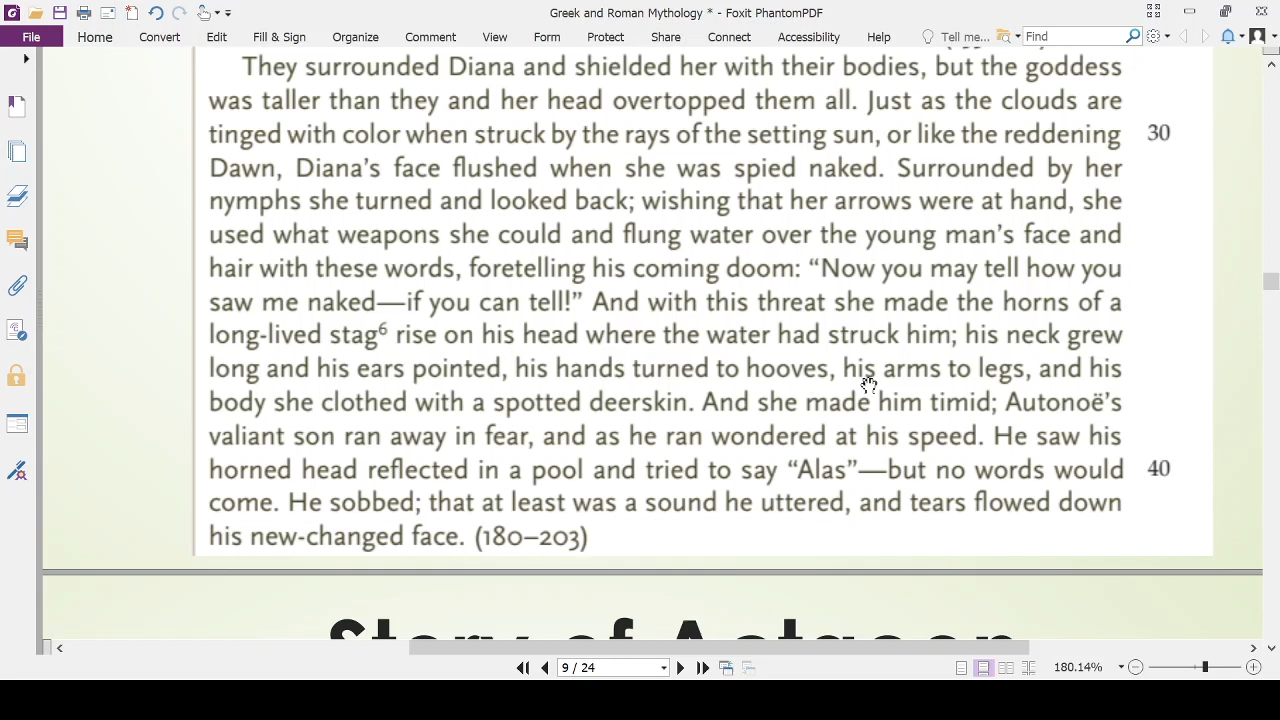 Greek and Roman Mythology * - Foxit PhantomPDF
File Home Convert Edit Fill & Sign Organize Comment View Form Protect Share Connect Accessibility Help Tell me... Find
They surrounded Diana and shielded her with their bodies, but the goddess
was taller than they and her head overtopped them all. Just as the clouds are
tinged with color when struck by the rays of the setting sun, or like the reddening 30
Dawn, Diana's face flushed when she was spied naked. Surrounded by her
nymphs she turned and looked back; wishing that her arrows were at hand, she
used what weapons she could and flung water over the young man's face and
hair with these words, foretelling his coming doom: “Now you may tell how you
saw me naked—if you can tell!” And with this threat she made the horns of a
long-lived stag⁶ rise on his head where the water had struck him; his neck grew
long and his ears pointed, his hands turned to hooves, his arms to legs, and his
body she clothed with a spotted deerskin. And she made him timid; Autonoë's
valiant son ran away in fear, and as he ran wondered at his speed. He saw his
horned head reflected in a pool and tried to say “Alas”—but no words would 40
come. He sobbed; that at least was a sound he uttered, and tears flowed down
his new-changed face. (180–203)
Story of Actaeon
9 / 24 180.14%